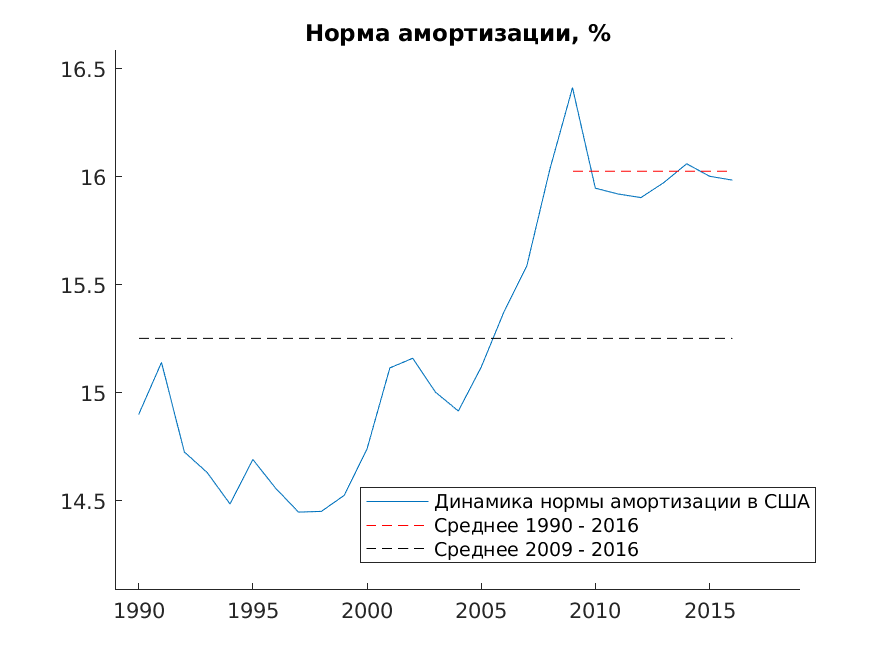 Норма амортизации, %
16.5
16
15.5
15
14.5
Динамика нормы амортизации в США
Среднее 1990 - 2016
Среднее 2009 - 2016
1990 1995 2000 2005 2010 2015